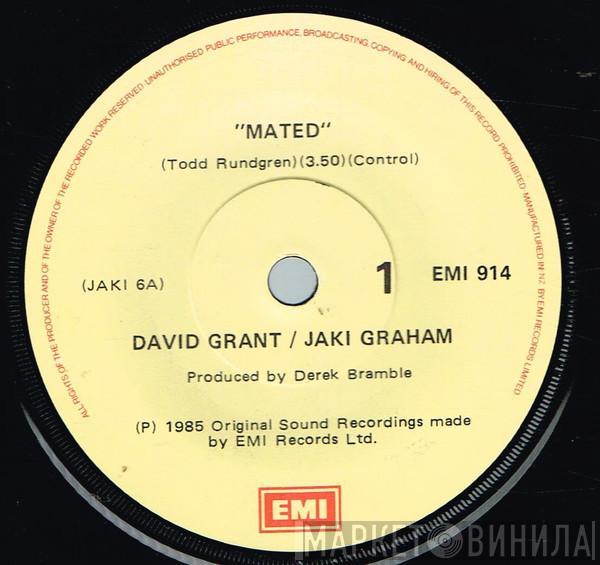 ALL RIGHTS OF THE PRODUCER AND OF THE OWNER OF THE RECORDED WORK RESERVED UNAUTHORISED PUBLIC PERFORMANCE, BROADCASTING, COPYING AND HIRING OF THIS RECORD PROHIBITED MANUFACTURED IN NZ BY EMI RECORDS LIMITED
"MATED"
(Todd Rundgren)(3.50)(Control)
(JAKI 6A)
1
EMI 914
DAVID GRANT / JAKI GRAHAM
Produced by Derek Bramble
(P) 1985 Original Sound Recordings made
by EMI Records Ltd.
EMI
МАРКЕТ ВИНИЛА